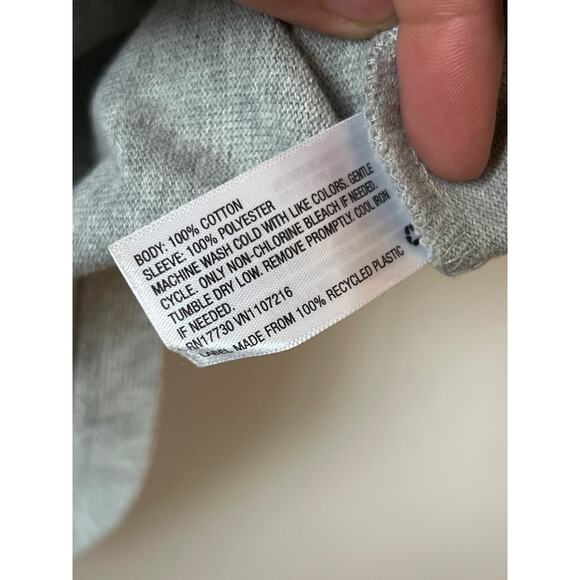 BODY: 100% COTTON
SLEEVE: 100% POLYESTER
MACHINE WASH COLD WITH LIKE COLORS. GENTLE
CYCLE. ONLY NON-CHLORINE BLEACH IF NEEDED.
TUMBLE DRY LOW. REMOVE PROMPTLY. COOL IRON
IF NEEDED.
RN17730 VN1107216
LABEL MADE FROM 100% RECYCLED PLASTIC